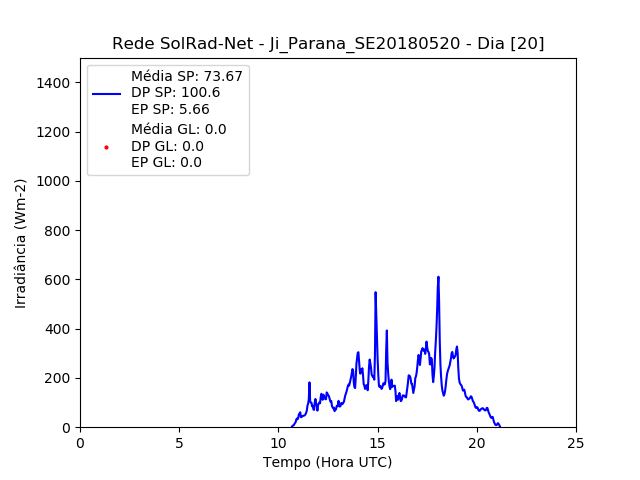 Rede SolRad-Net - Ji_Parana_SE20180520 - Dia [20]
Média SP: 73.67
DP SP: 100.6
EP SP: 5.66
Média GL: 0.0
DP GL: 0.0
EP GL: 0.0
Irradiância (Wm-2)
1400
1200
1000
800
600
400
200
0
0 5 10 15 20 25
Tempo (Hora UTC)